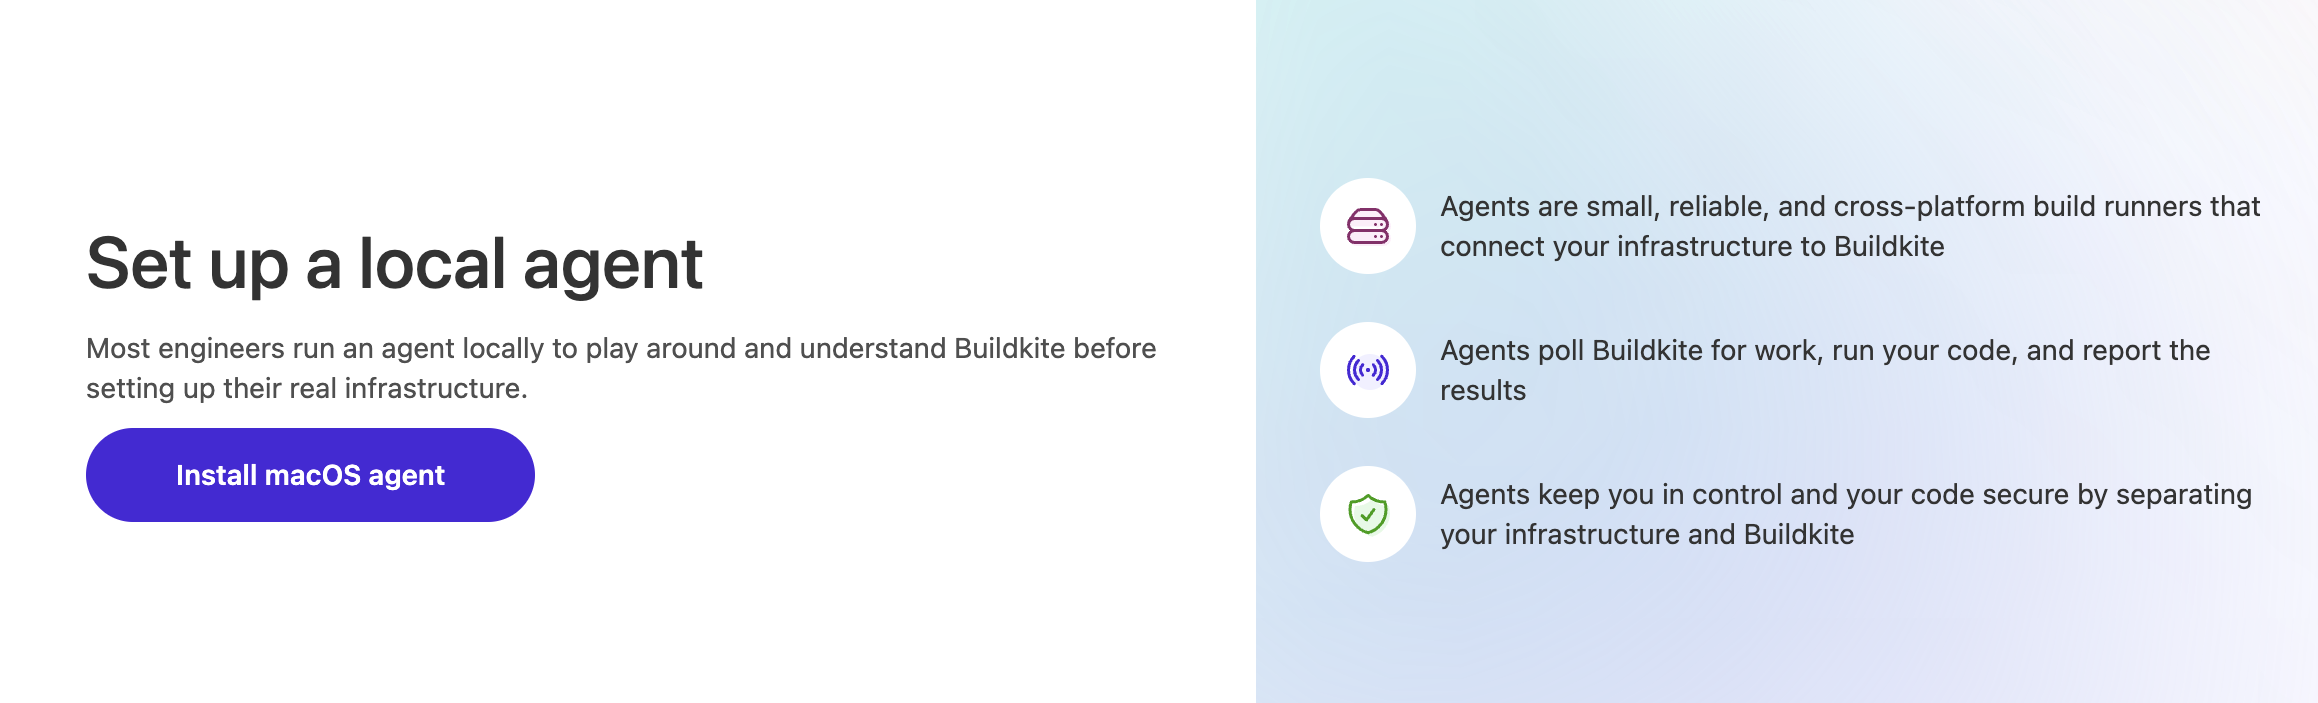 Set up a local agent
Most engineers run an agent locally to play around and understand Buildkite before
setting up their real infrastructure.
Install macOS agent
Agents are small, reliable, and cross-platform build runners that
connect your infrastructure to Buildkite
Agents poll Buildkite for work, run your code, and report the
results
Agents keep you in control and your code secure by separating
your infrastructure and Buildkite